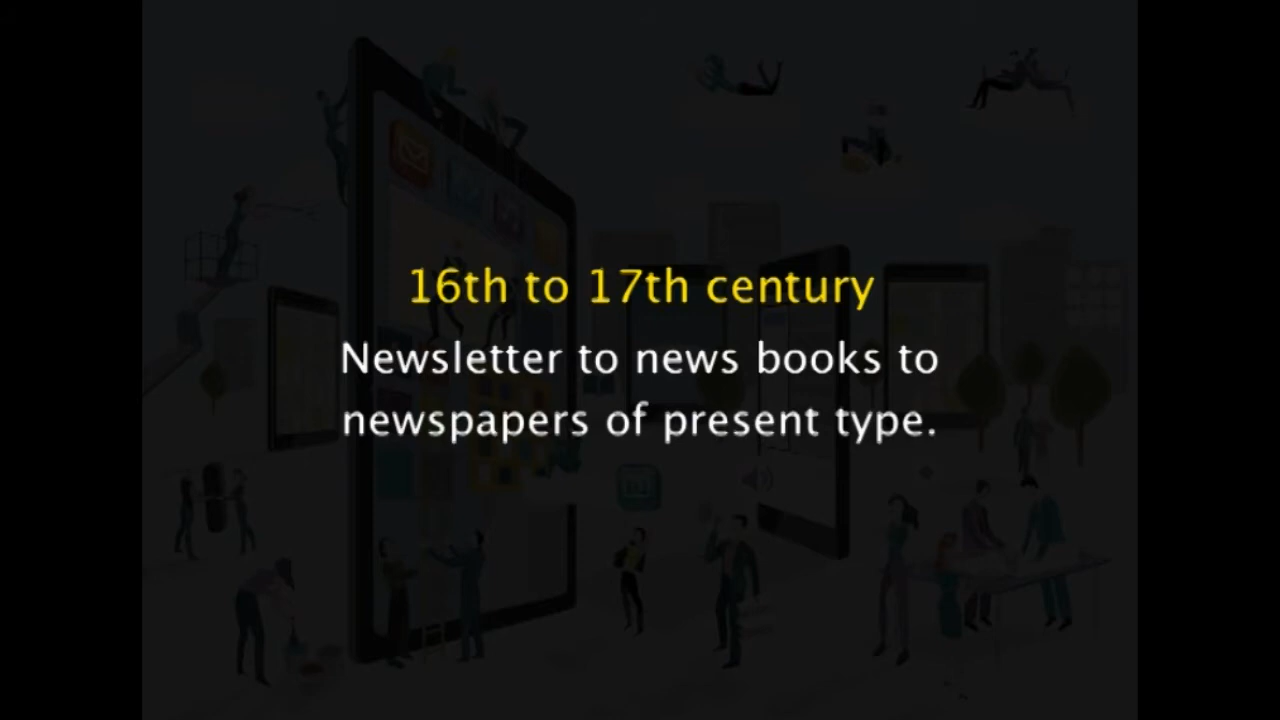 16th to 17th century
Newsletter to news books to
newspapers of present type.